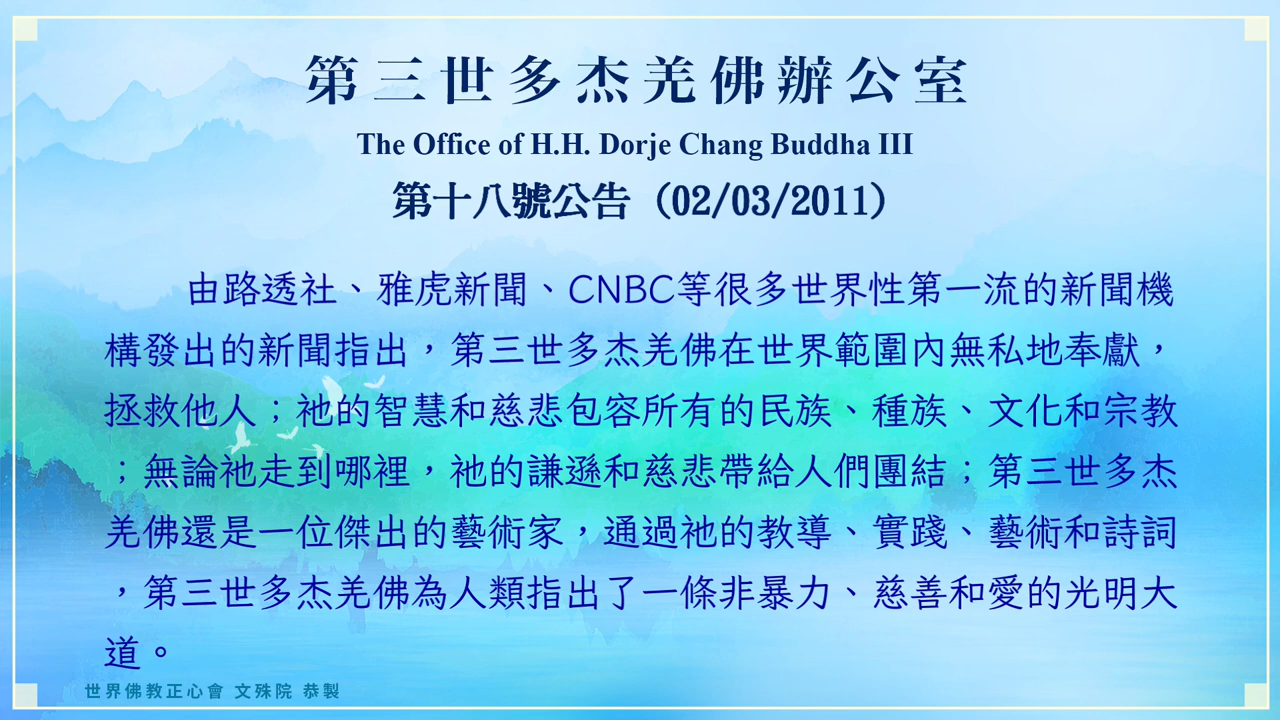 第三世多杰羌佛辦公室
The Office of H.H. Dorje Chang Buddha III
第十八號公告（02/03/2011）
由路透社、雅虎新聞、CNBC等很多世界性第一流的新聞機
構發出的新聞指出，第三世多杰羌佛在世界範圍內無私地奉獻，
拯救他人；祂的智慧和慈悲包容所有的民族、種族、文化和宗教
；無論祂走到哪裡，祂的謙遜和慈悲帶給人們團結；第三世多杰
羌佛還是一位傑出的藝術家，通過祂的教導、實踐、藝術和詩詞
，第三世多杰羌佛為人類指出了一條非暴力、慈善和愛的光明大
道。
世界佛教正心會 文殊院 恭製